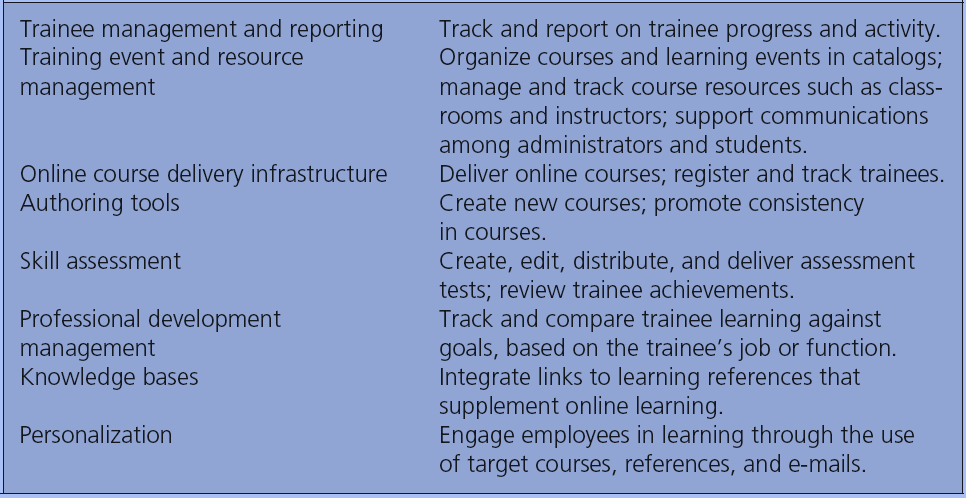 Trainee management and reporting Track and report on trainee progress and activity.
Training event and resource Organize courses and learning events in catalogs;
management manage and track course resources such as class-
rooms and instructors; support communications
among administrators and students.
Online course delivery infrastructure Deliver online courses; register and track trainees.
Authoring tools Create new courses; promote consistency
in courses.
Skill assessment Create, edit, distribute, and deliver assessment
tests; review trainee achievements.
Professional development Track and compare trainee learning against
management goals, based on the trainee’s job or function.
Knowledge bases Integrate links to learning references that
supplement online learning.
Personalization Engage employees in learning through the use
of target courses, references, and e-mails.